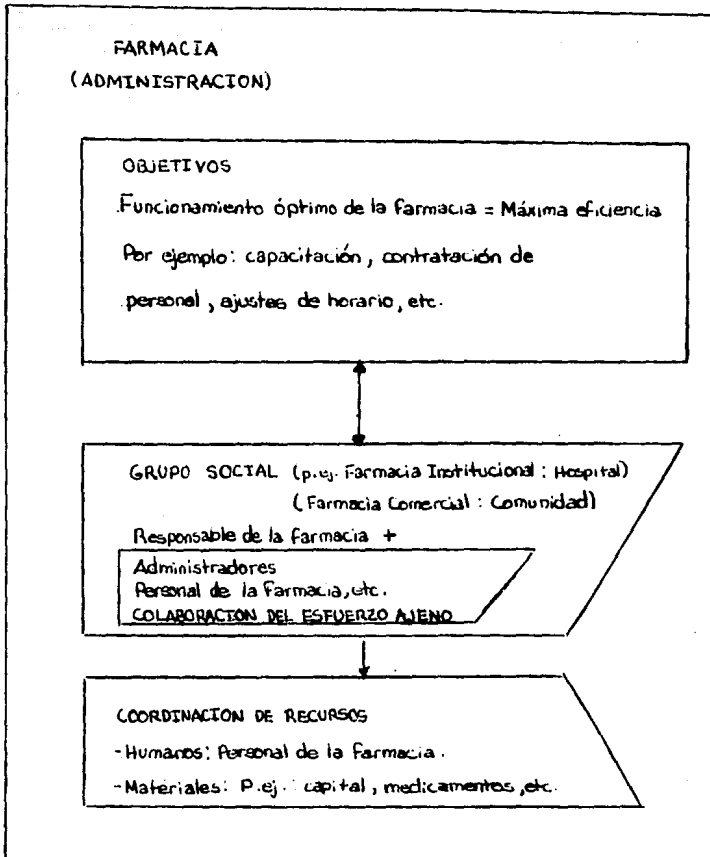 FARMACIA
(ADMINISTRACION)
OBJETIVOS
Funcionamiento óptimo de la farmacia = Máxima eficiencia
Por ejemplo: capacitación, contratación de
personal, ajustes de horario, etc.
GRUPO SOCIAL (p.ej. Farmacia Institucional: Hospital)
(Farmacia Comercial: Comunidad)
Responsable de la farmacia +
Administradores
Personal de la Farmacia, etc.
COLABORACION DEL ESFUERZO AJENO
COORDINACION DE RECURSOS
- Humanos: Personal de la Farmacia.
- Materiales: P.ej.: capital, medicamentos, etc.